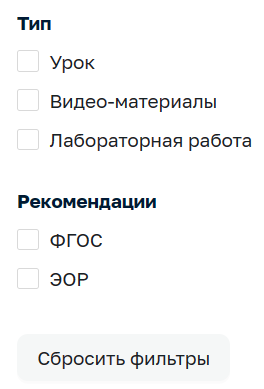 Тип
Урок
Видео-материалы
Лабораторная работа
Рекомендации
ФГОС
ЭОР
Сбросить фильтры